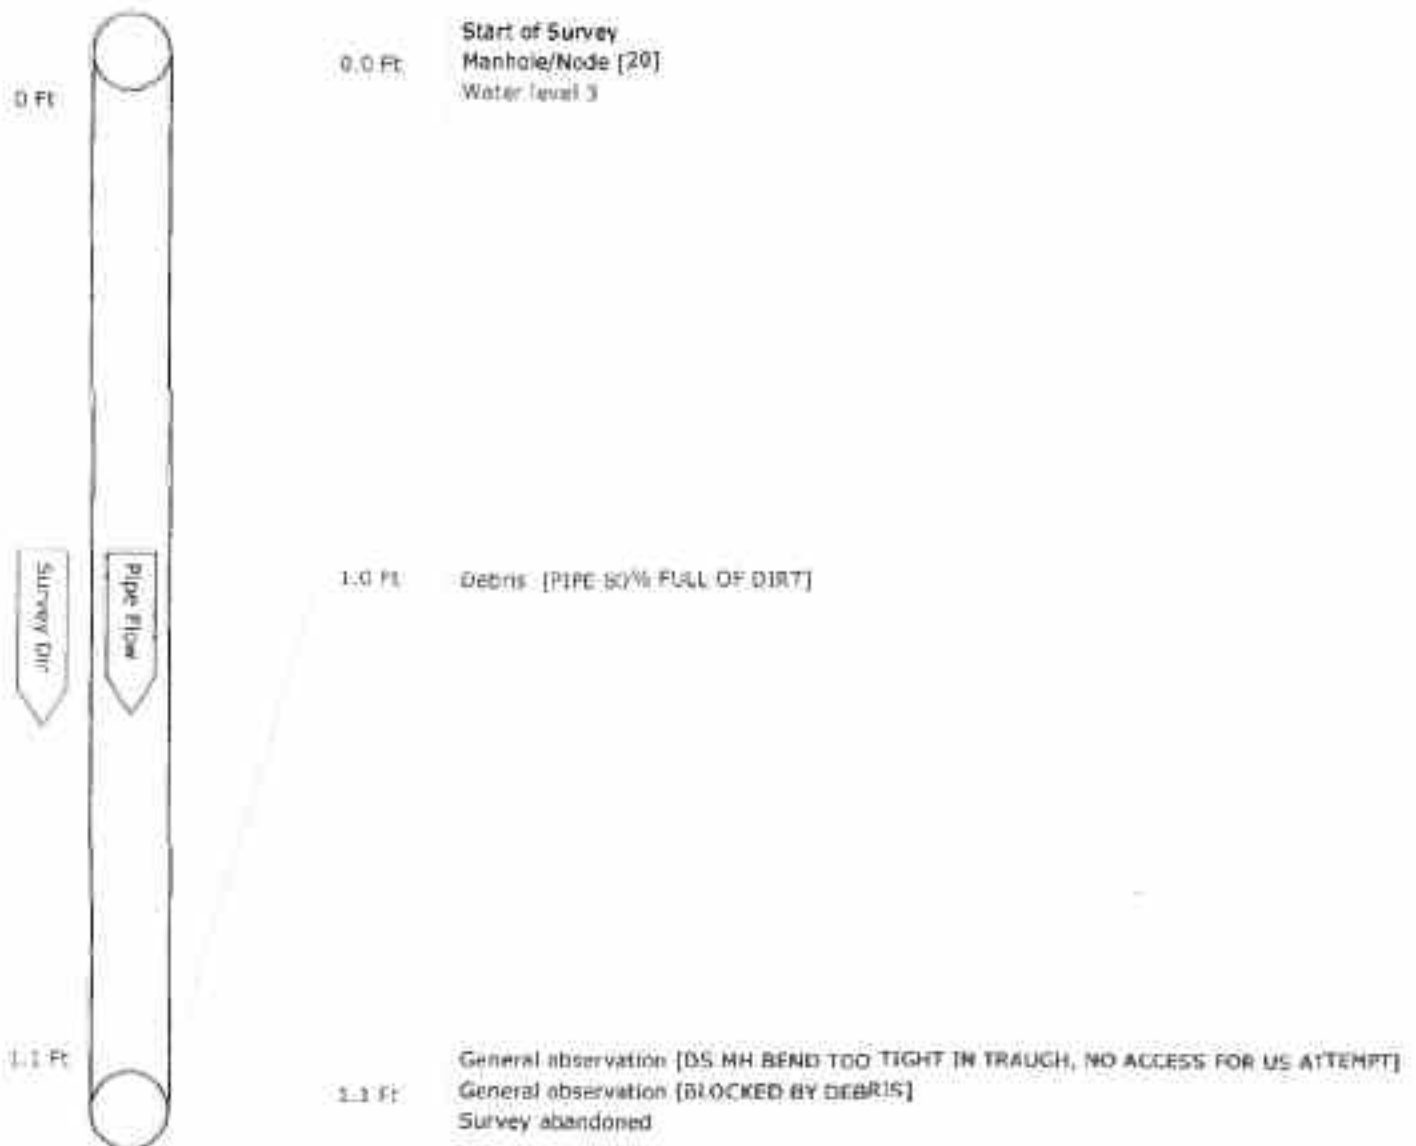 Start of Survey
0.0 Ft Manhole/Node [20]
Water level 3
0 Ft
Survey Dir
Pipe Flow
1.0 Ft Debris [PIPE % FULL OF DIRT]
1.1 Ft
General observation [DS MH BEND TOO TIGHT IN TRAUGH, NO ACCESS FOR US ATTEMPT]
1.1 Ft General observation [BLOCKED BY DEBRIS]
Survey abandoned